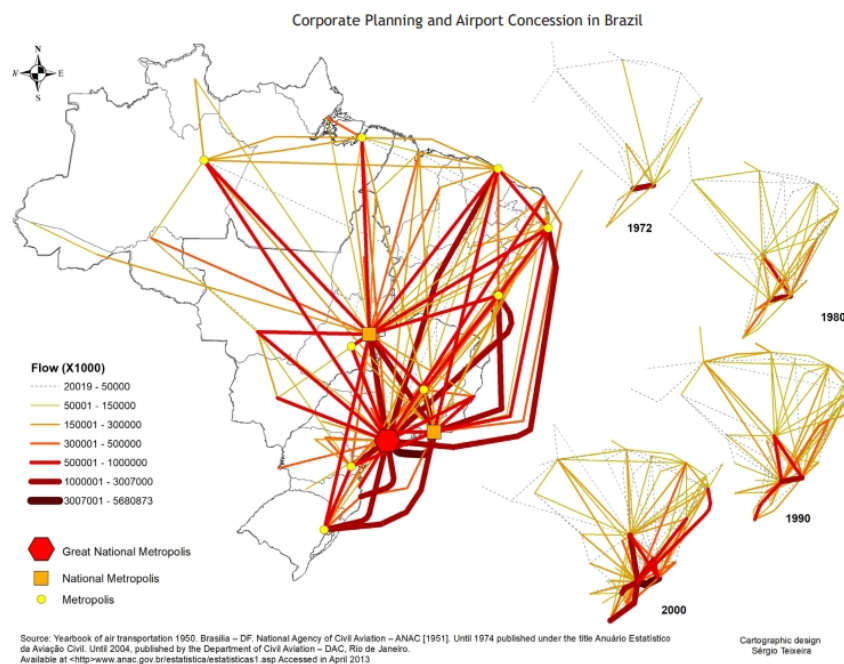 Corporate Planning and Airport Concession in Brazil
N
W
E
S
1972
1980
1990
2000
Flow (X1000)
20019 - 50000
50001 - 150000
150001 - 300000
300001 - 500000
500001 - 1000000
1000001 - 3007000
3007001 - 5680873
Great National Metropolis
National Metropolis
Metropolis
Source: Yearbook of air transportation 1950. Brasilia – DF. National Agency of Civil Aviation – ANAC [1951]. Until 1974 published under the title Anuário Estatístico
da Aviação Civil. Until 2004, published by the Department of Civil Aviation – DAC, Rio de Janeiro.
Available at <http>www.anac.gov.br/estatistica/estatisticas1.asp Accessed in April 2013
Cartographic design
Sérgio Teixeira